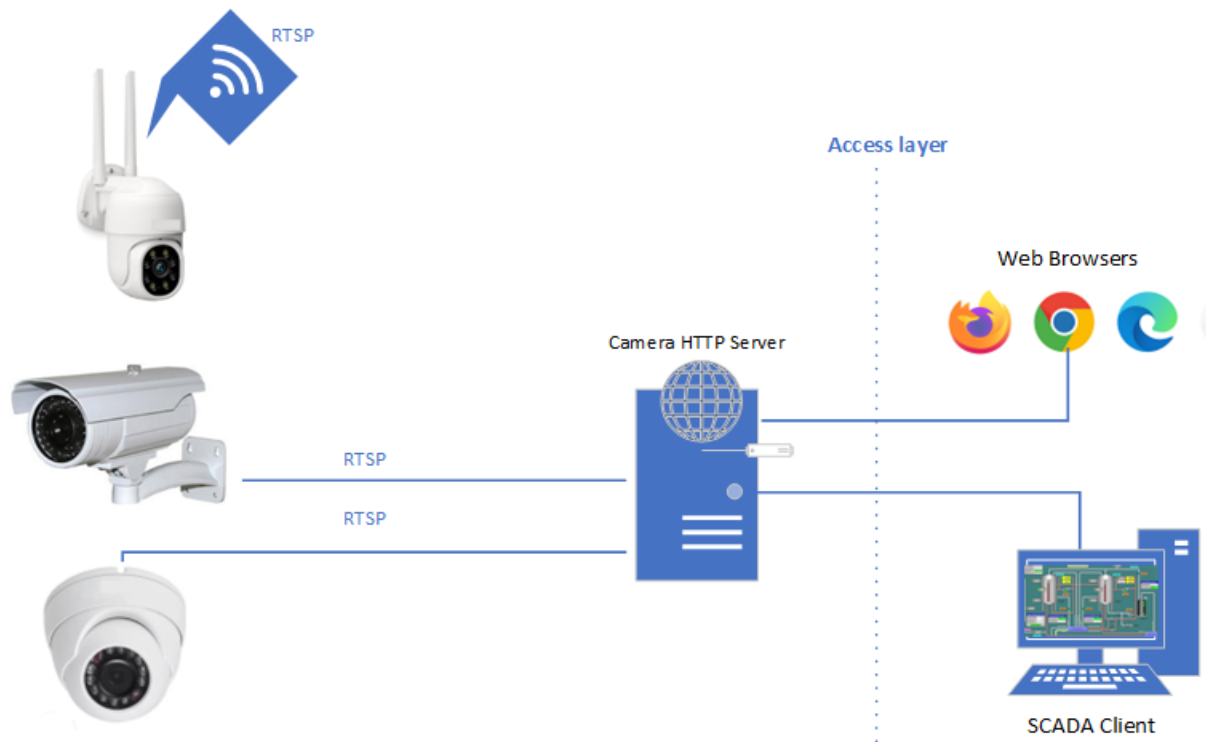 RTSP
Access layer
Web Browsers
Camera HTTP Server
RTSP
RTSP
SCADA Client